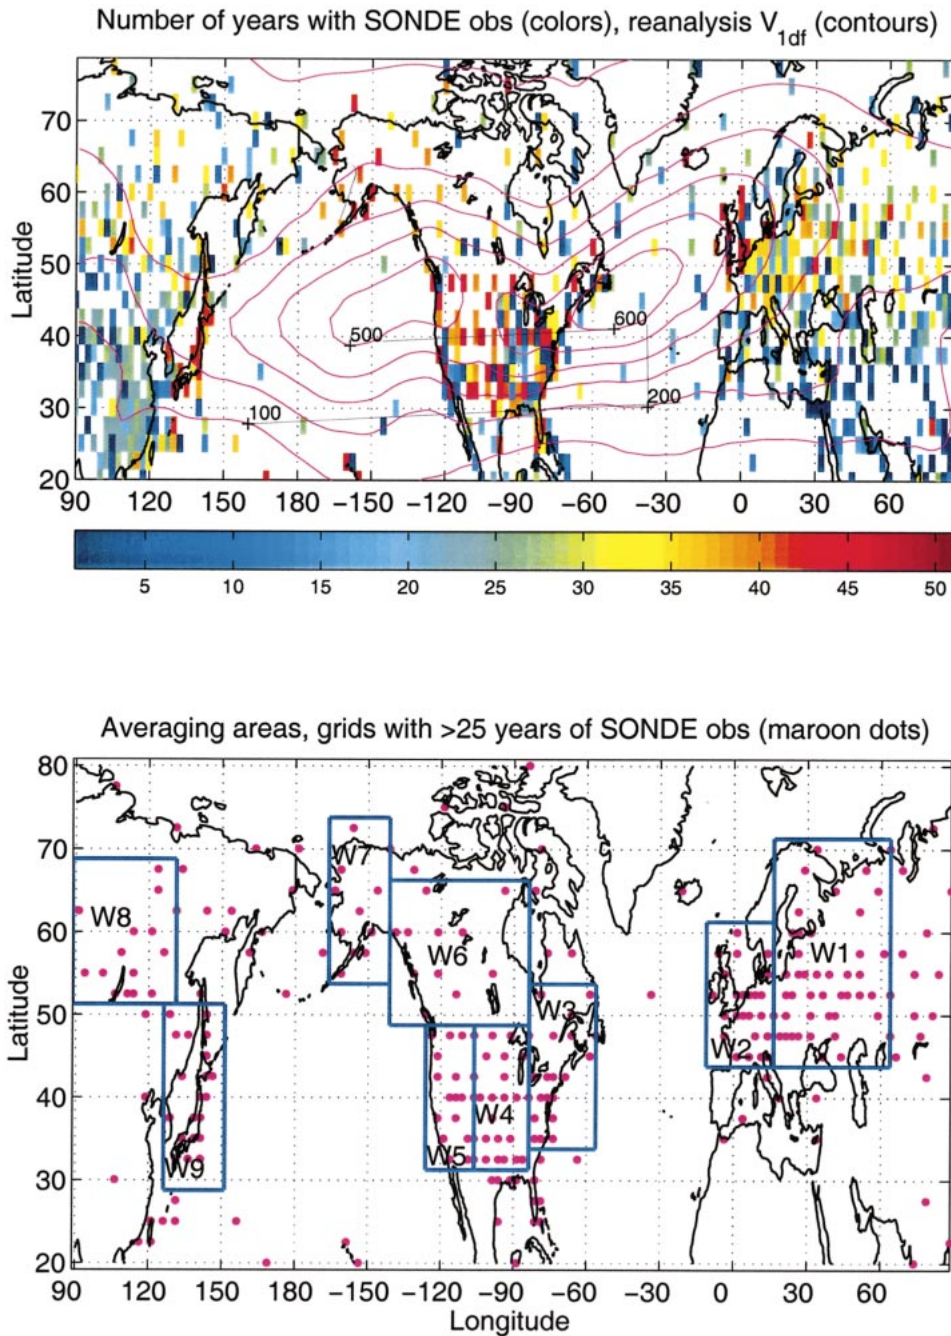 Number of years with SONDE obs (colors), reanalysis V1df (contours)
70
60
50
40
30
20
Latitude
500
600
200
100
90 120 150 −150 −120 −90 −60 −30 0 30 60
5 10 15 20 25 30 35 40 45 50
Averaging areas, grids with >25 years of SONDE obs (maroon dots)
80
70
60
50
40
30
20
Latitude
W7
W8
W6
W1
W3
W2
W4
W5
W9
90 120 150 −150 −120 −90 −60 −30 0 30 60
Longitude